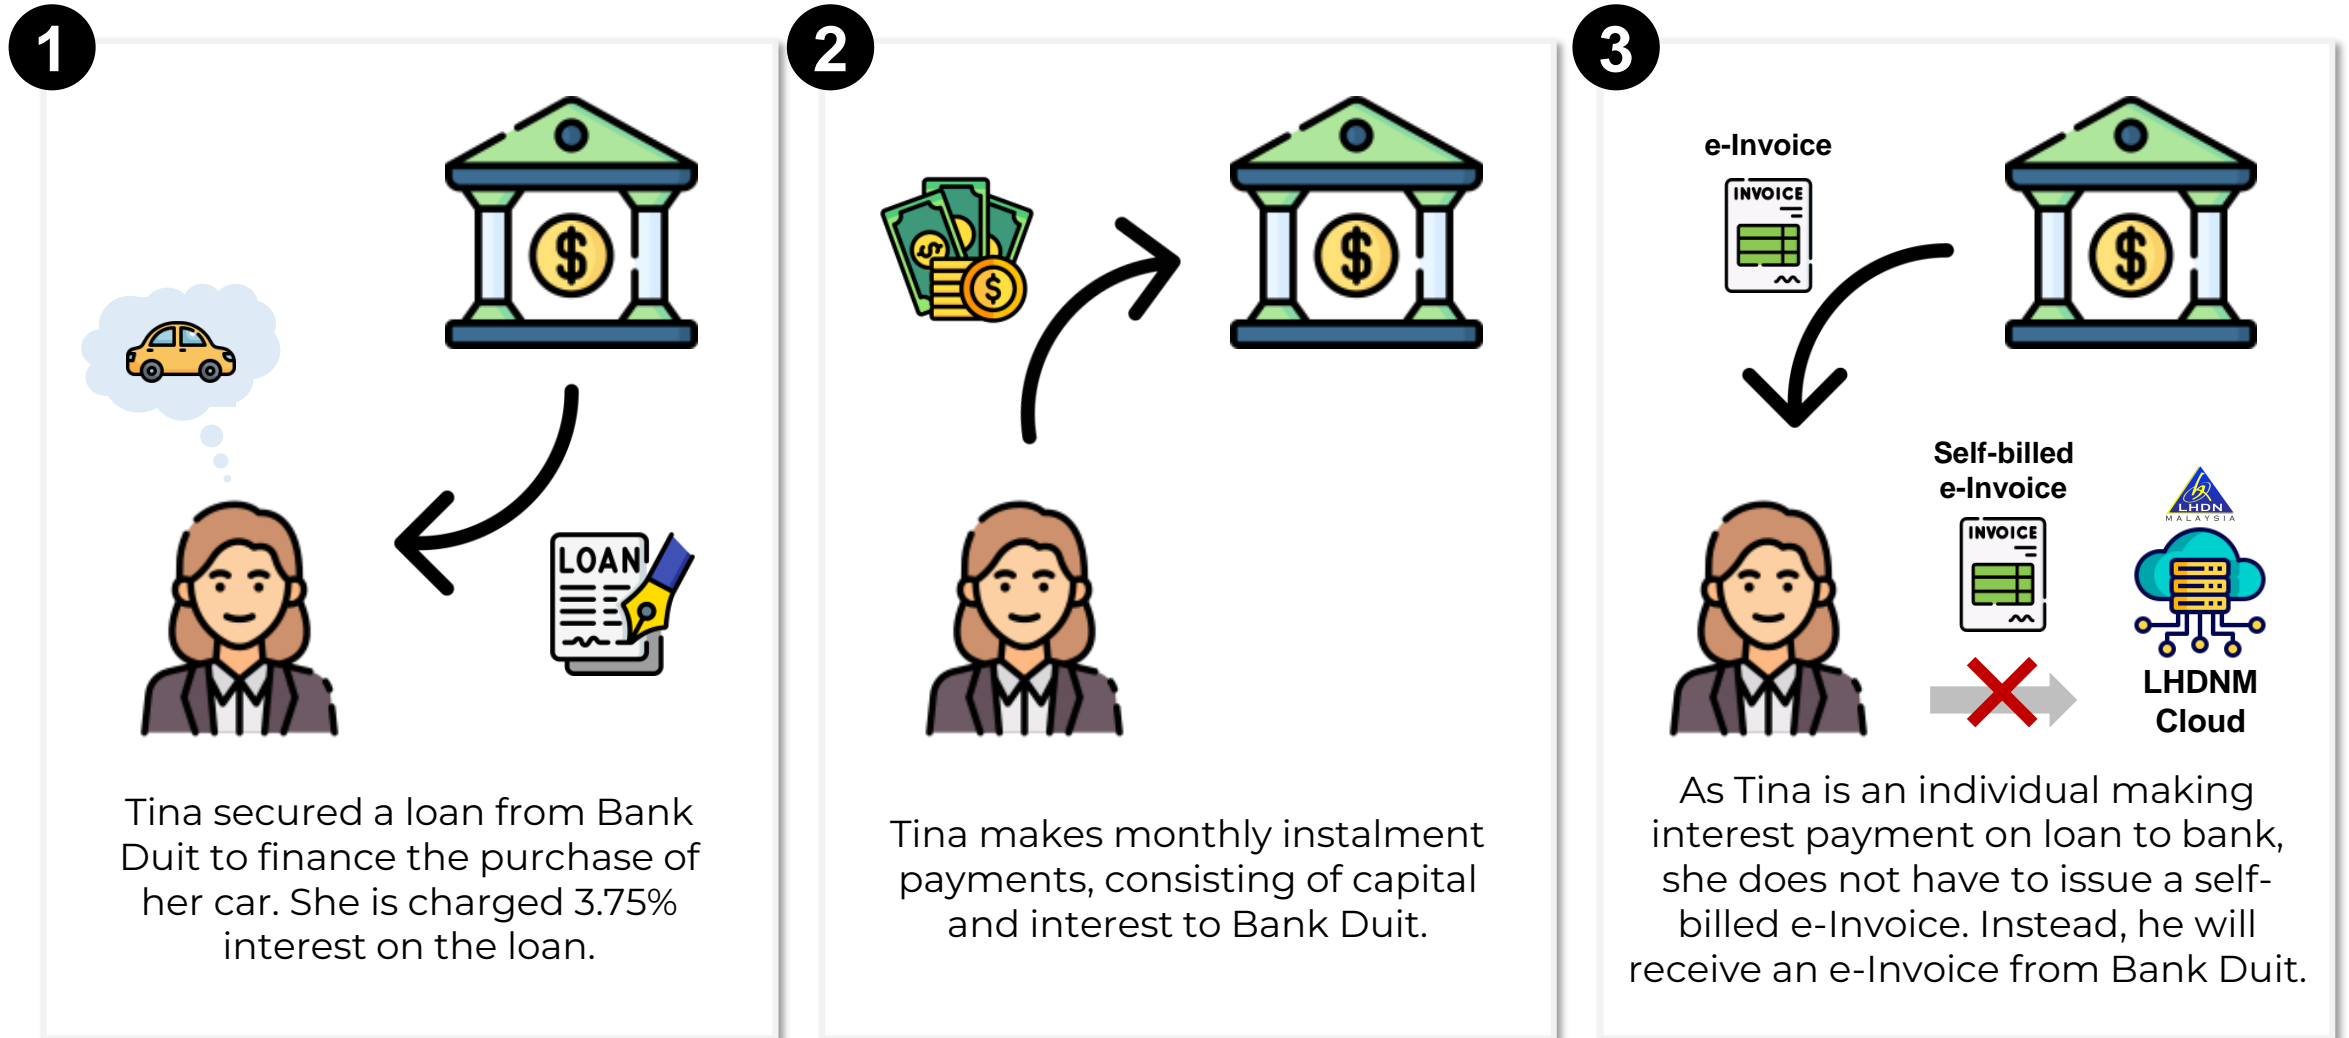 1
LOAN
Tina secured a loan from Bank
Duit to finance the purchase of
her car. She is charged 3.75%
interest on the loan.
2
Tina makes monthly instalment
payments, consisting of capital
and interest to Bank Duit.
3
e-Invoice
INVOICE
Self-billed
e-Invoice
INVOICE
LHDN
MALAYSIA
LHDNM
Cloud
As Tina is an individual making
interest payment on loan to bank,
she does not have to issue a self-
billed e-Invoice. Instead, he will
receive an e-Invoice from Bank Duit.